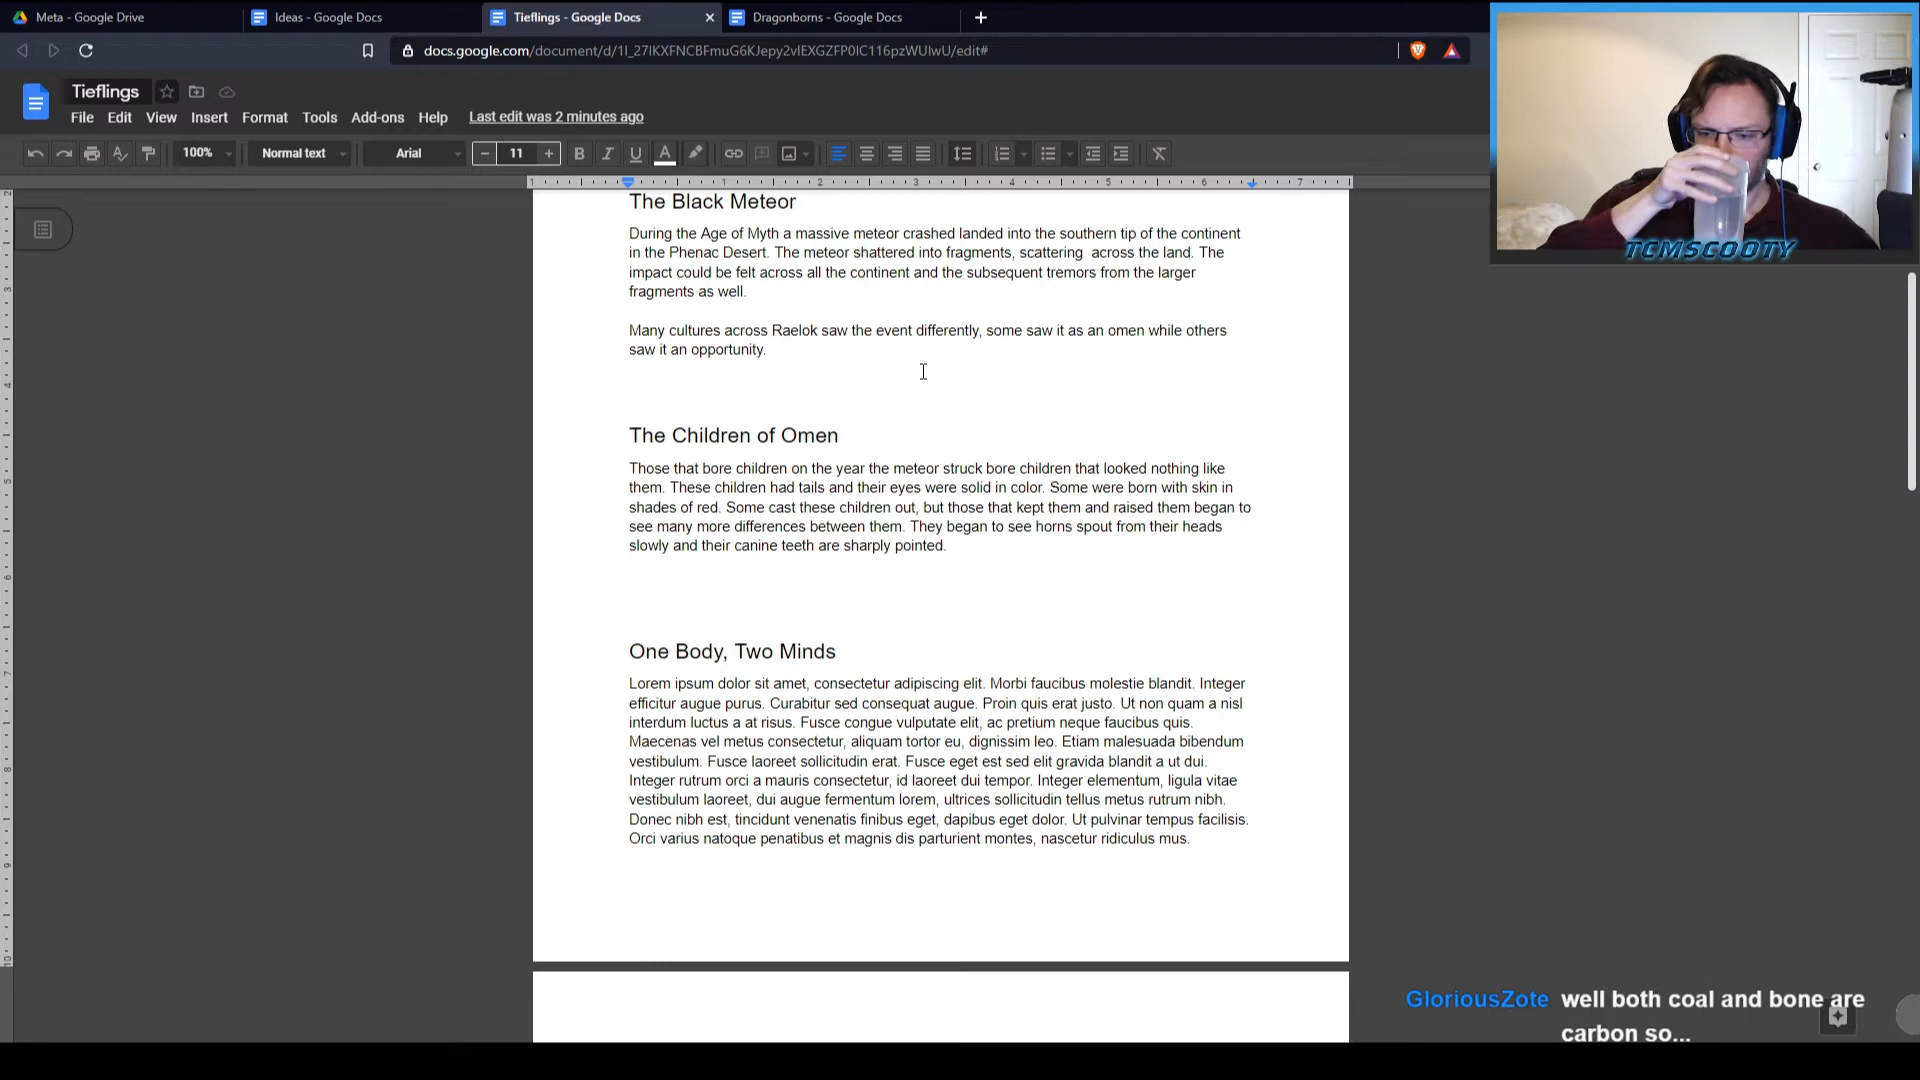 Meta - Google Drive
Ideas - Google Docs
Tieflings - Google Docs
Dragonborns - Google Docs
docs.google.com/document/d/1I_27IKXFNCBFmuG6KJepy2vIEXGZFP0IC116pzWUIwU/edit#
Tieflings
File Edit View Insert Format Tools Add-ons Help Last edit was 2 minutes ago
100% Normal text Arial 11
1 1 2 3 4 5 6 7
The Black Meteor
During the Age of Myth a massive meteor crashed landed into the southern tip of the continent
in the Phenac Desert. The meteor shattered into fragments, scattering  across the land. The
impact could be felt across all the continent and the subsequent tremors from the larger
fragments as well.
Many cultures across Raelok saw the event differently, some saw it as an omen while others
saw it an opportunity.
The Children of Omen
Those that bore children on the year the meteor struck bore children that looked nothing like
them. These children had tails and their eyes were solid in color. Some were born with skin in
shades of red. Some cast these children out, but those that kept them and raised them began to
see many more differences between them. They began to see horns spout from their heads
slowly and their canine teeth are sharply pointed.
One Body, Two Minds
Lorem ipsum dolor sit amet, consectetur adipiscing elit. Morbi faucibus molestie blandit. Integer
efficitur augue purus. Curabitur sed consequat augue. Proin quis erat justo. Ut non quam a nisl
interdum luctus a at risus. Fusce congue vulputate elit, ac pretium neque faucibus quis.
Maecenas vel metus consectetur, aliquam tortor eu, dignissim leo. Etiam malesuada bibendum
vestibulum. Fusce laoreet sollicitudin erat. Fusce eget est sed elit gravida blandit a ut dui.
Integer rutrum orci a mauris consectetur, id laoreet dui tempor. Integer elementum, ligula vitae
vestibulum laoreet, dui augue fermentum lorem, ultrices sollicitudin tellus metus rutrum nibh.
Donec nibh est, tincidunt venenatis finibus eget, dapibus eget dolor. Ut pulvinar tempus facilisis.
Orci varius natoque penatibus et magnis dis parturient montes, nascetur ridiculus mus.
TCMSCOOTY
GloriousZote well both coal and bone are
carbon so...